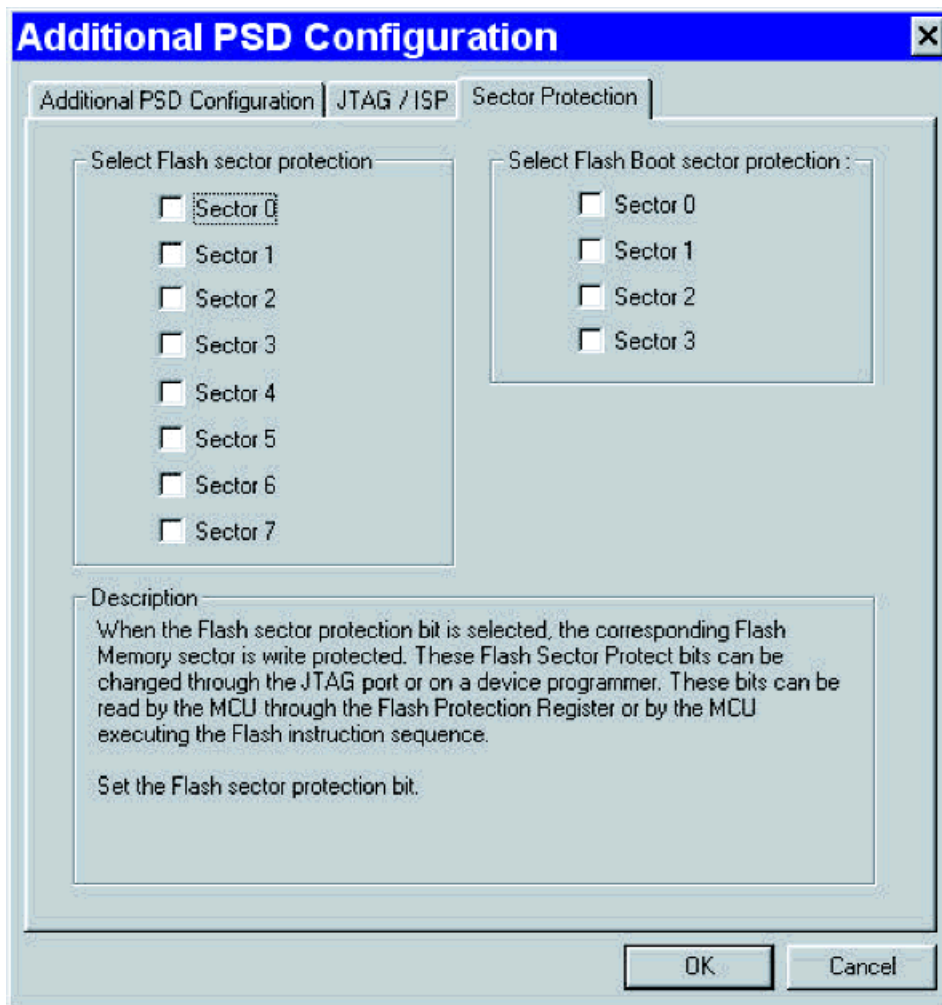 Additional PSD Configuration
Additional PSD Configuration
JTAG / ISP
Sector Protection
Select Flash sector protection
Sector 0
Sector 1
Sector 2
Sector 3
Sector 4
Sector 5
Sector 6
Sector 7
Select Flash Boot sector protection :
Sector 0
Sector 1
Sector 2
Sector 3
Description
When the Flash sector protection bit is selected, the corresponding Flash
Memory sector is write protected. These Flash Sector Protect bits can be
changed through the JTAG port or on a device programmer. These bits can be
read by the MCU through the Flash Protection Register or by the MCU
executing the Flash instruction sequence.
Set the Flash sector protection bit.
OK
Cancel